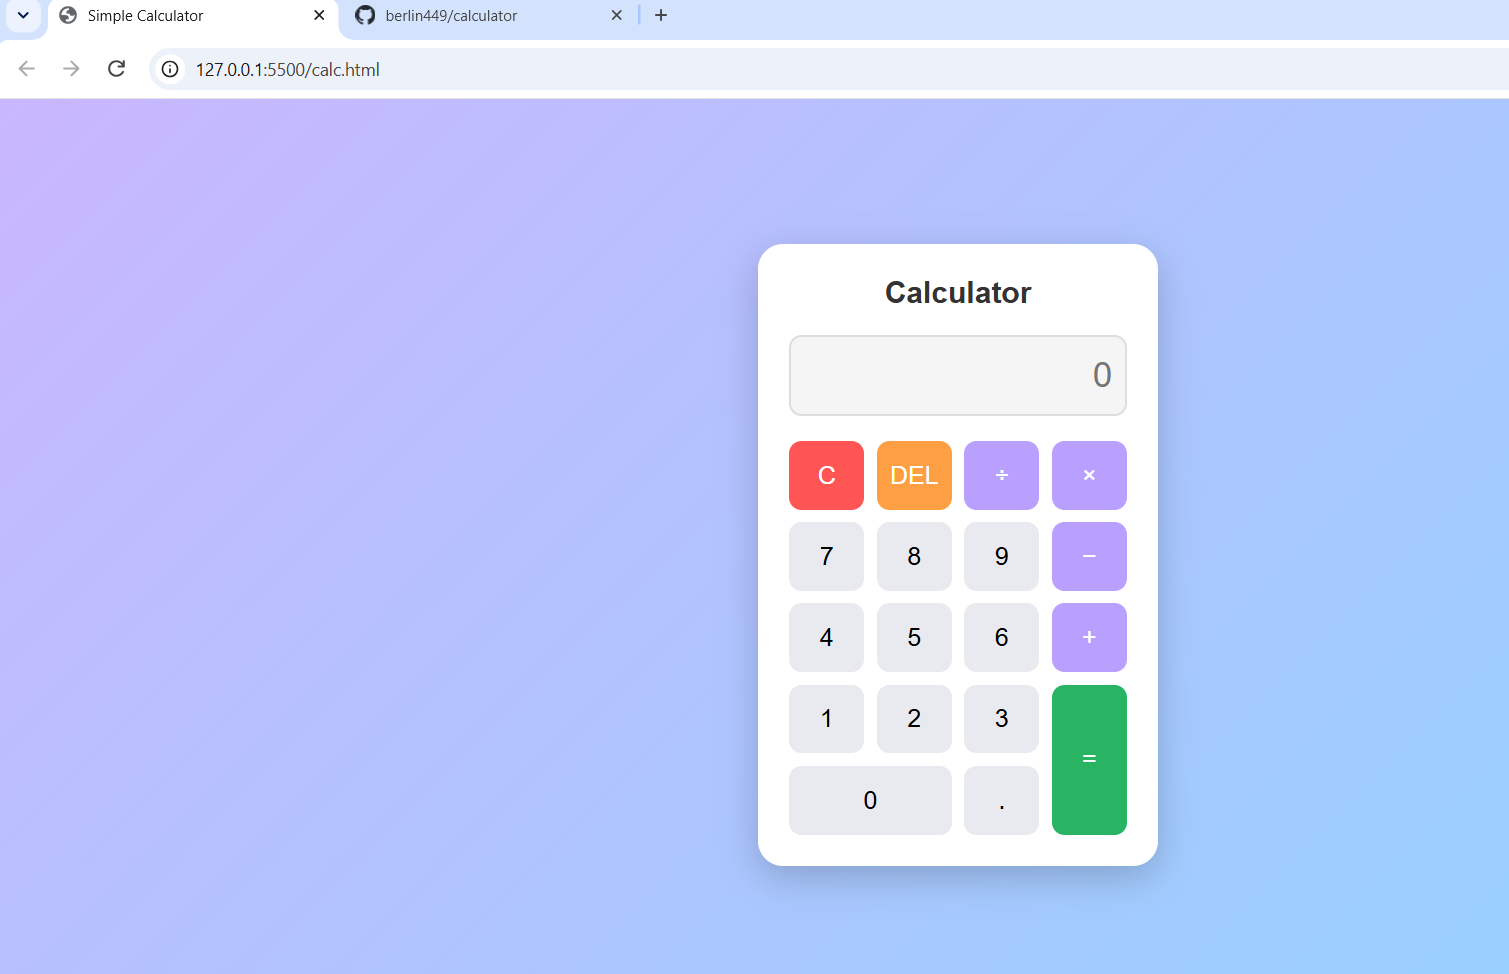 Simple Calculator
berlin449/calculator
127.0.0.1:5500/calc.html
Calculator
0
C DEL ÷ ×
7 8 9 −
4 5 6 +
1 2 3
=
0 .